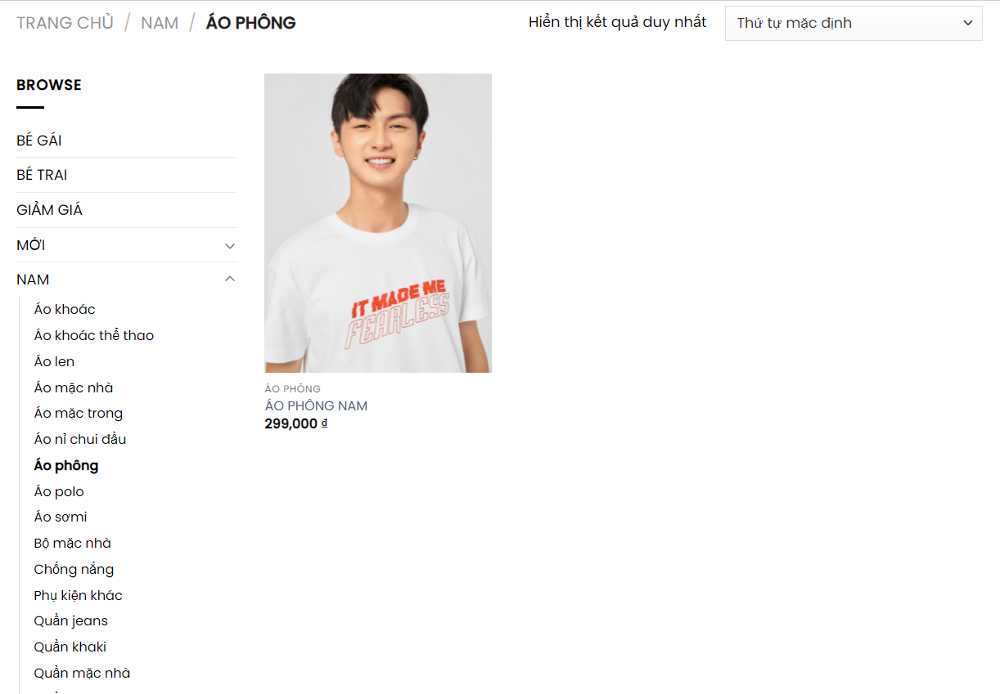 TRANG CHỦ / NAM / ÁO PHÔNG
Hiển thị kết quả duy nhất
Thứ tự mặc định
BROWSE
BÉ GÁI
BÉ TRAI
GIẢM GIÁ
MỚI
NAM
Áo khoác
Áo khoác thể thao
Áo len
Áo mặc nhà
Áo mặc trong
Áo nỉ chui đầu
Áo phông
Áo polo
Áo sơmi
Bộ mặc nhà
Chống nắng
Phụ kiện khác
Quần jeans
Quần khaki
Quần mặc nhà
IT MADE ME
FEARLESS
ÁO PHÔNG
ÁO PHÔNG NAM
299,000 ₫